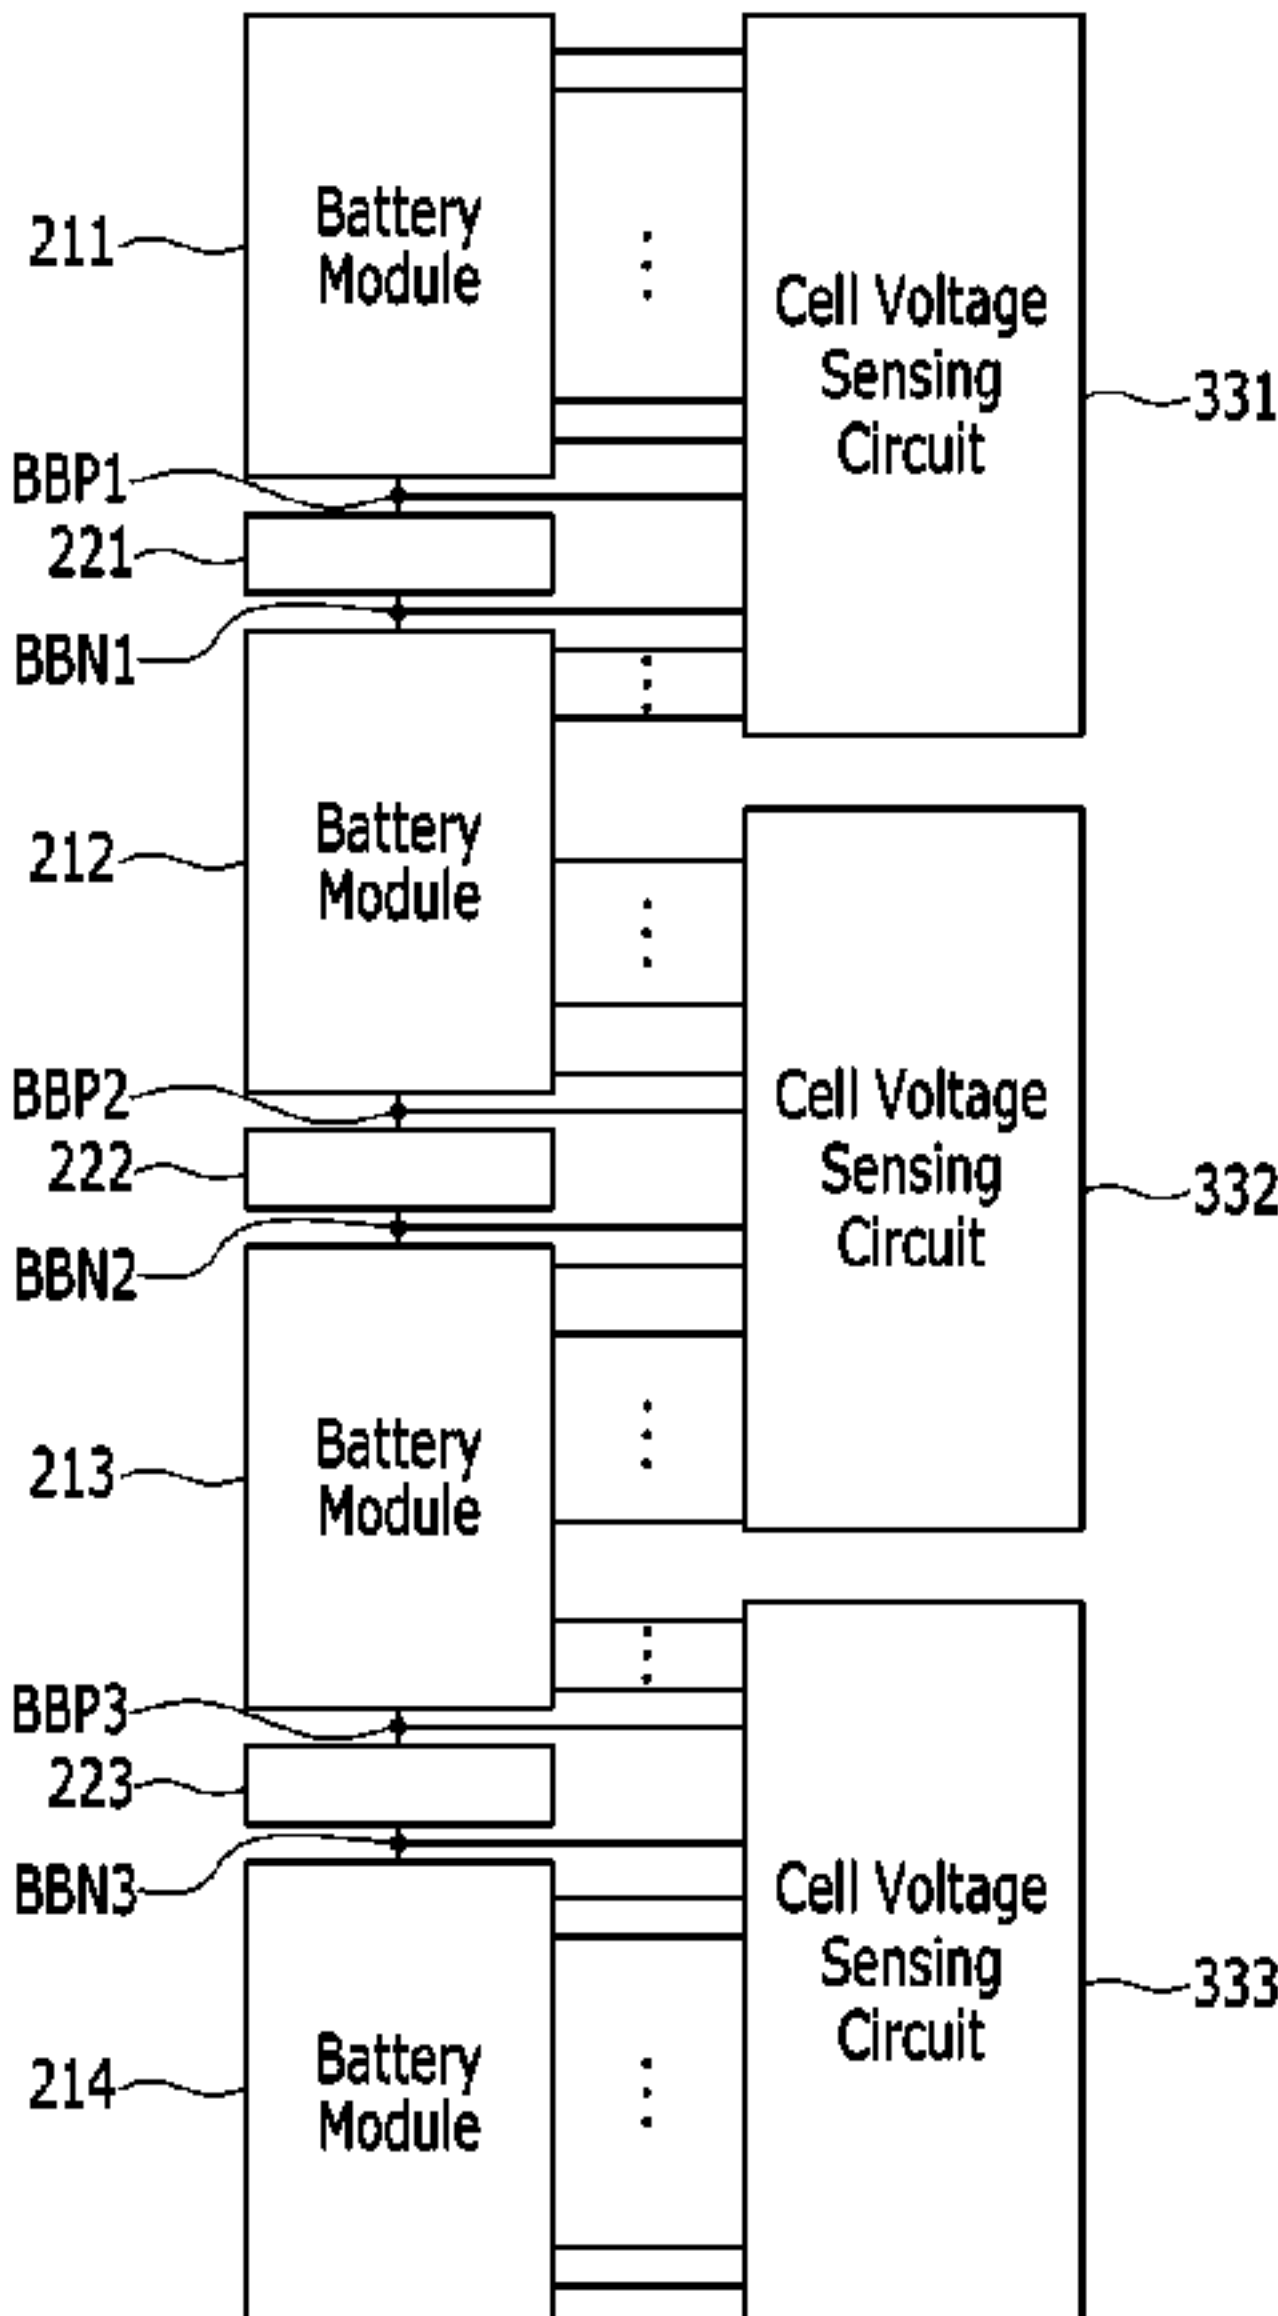 211
Battery
Module
Cell Voltage
Sensing
Circuit
331
BBP1
221
BBN1
212
Battery
Module
BBP2
222
BBN2
Cell Voltage
Sensing
Circuit
332
213
Battery
Module
BBP3
223
BBN3
Cell Voltage
Sensing
Circuit
333
214
Battery
Module